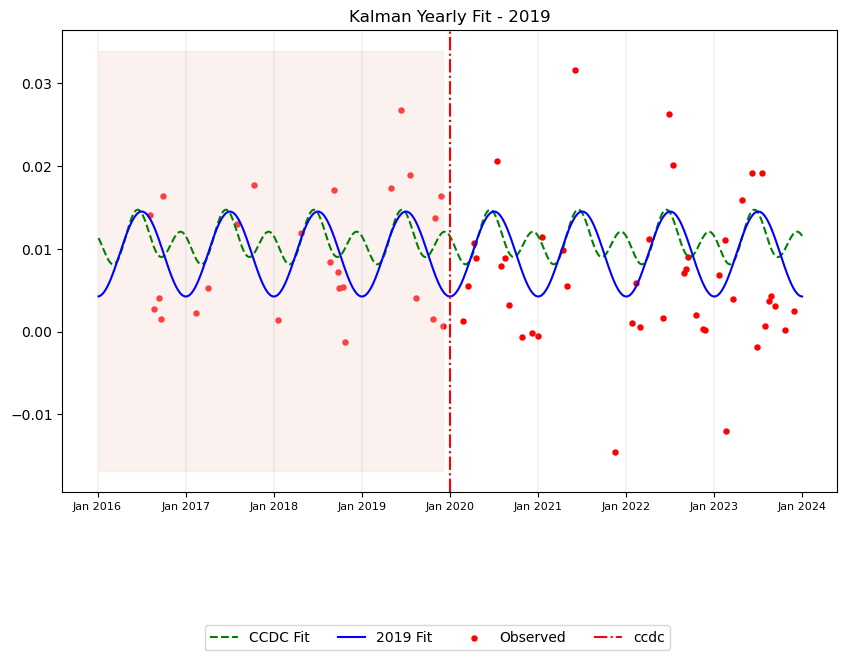 Kalman Yearly Fit - 2019
0.03
0.02
0.01
0.00
−0.01
Jan 2016 Jan 2017 Jan 2018 Jan 2019 Jan 2020 Jan 2021 Jan 2022 Jan 2023 Jan 2024
CCDC Fit 2019 Fit Observed ccdc